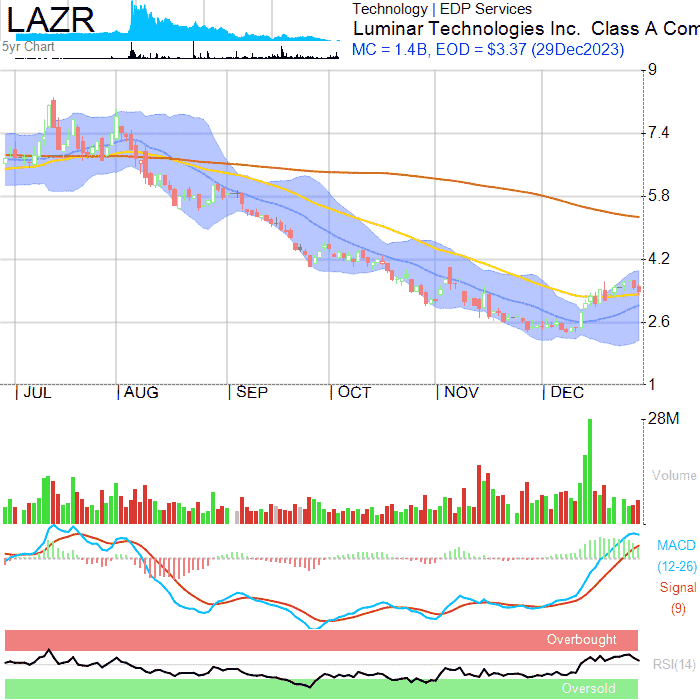 LAZR
5yr Chart
Technology | EDP Services
Luminar Technologies Inc.  Class A Com
MC = 1.4B, EOD = $3.37 (29Dec2023)
9
7.4
5.8
4.2
2.6
1
JUL AUG SEP OCT NOV DEC
28M
Volume
MACD
(12-26)
Signal
(9)
Overbought
RSI(14)
Oversold